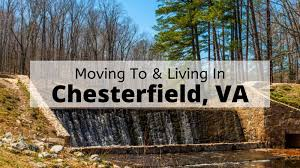 Moving To & Living In
Chesterfield, VA